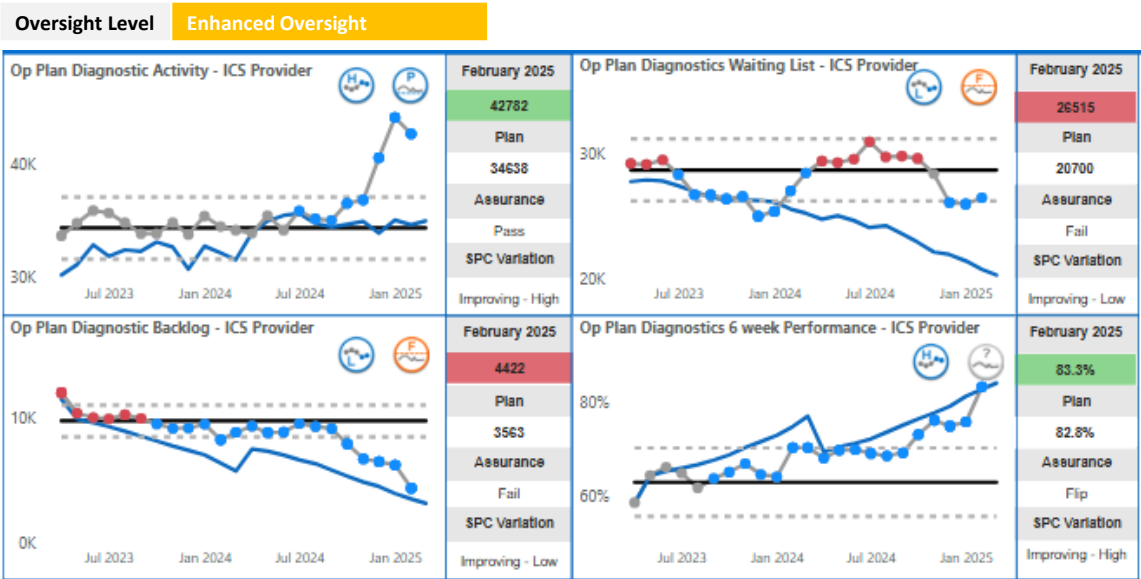 Oversight Level Enhanced Oversight
Op Plan Diagnostic Activity - ICS Provider
H
P
40K
30K
Jul 2023 Jan 2024 Jul 2024 Jan 2025
February 2025
42782
Plan
34638
Assurance
Pass
SPC Variation
Improving - High
Op Plan Diagnostics Waiting List - ICS Provider
L
F
30K
20K
Jul 2023 Jan 2024 Jul 2024 Jan 2025
February 2025
26515
Plan
20700
Assurance
Fail
SPC Variation
Improving - Low
Op Plan Diagnostic Backlog - ICS Provider
L
F
10K
0K
Jul 2023 Jan 2024 Jul 2024 Jan 2025
February 2025
4422
Plan
3563
Assurance
Fail
SPC Variation
Improving - Low
Op Plan Diagnostics 6 week Performance - ICS Provider
H
?
80%
60%
Jul 2023 Jan 2024 Jul 2024 Jan 2025
February 2025
83.3%
Plan
82.8%
Assurance
Flip
SPC Variation
Improving - High